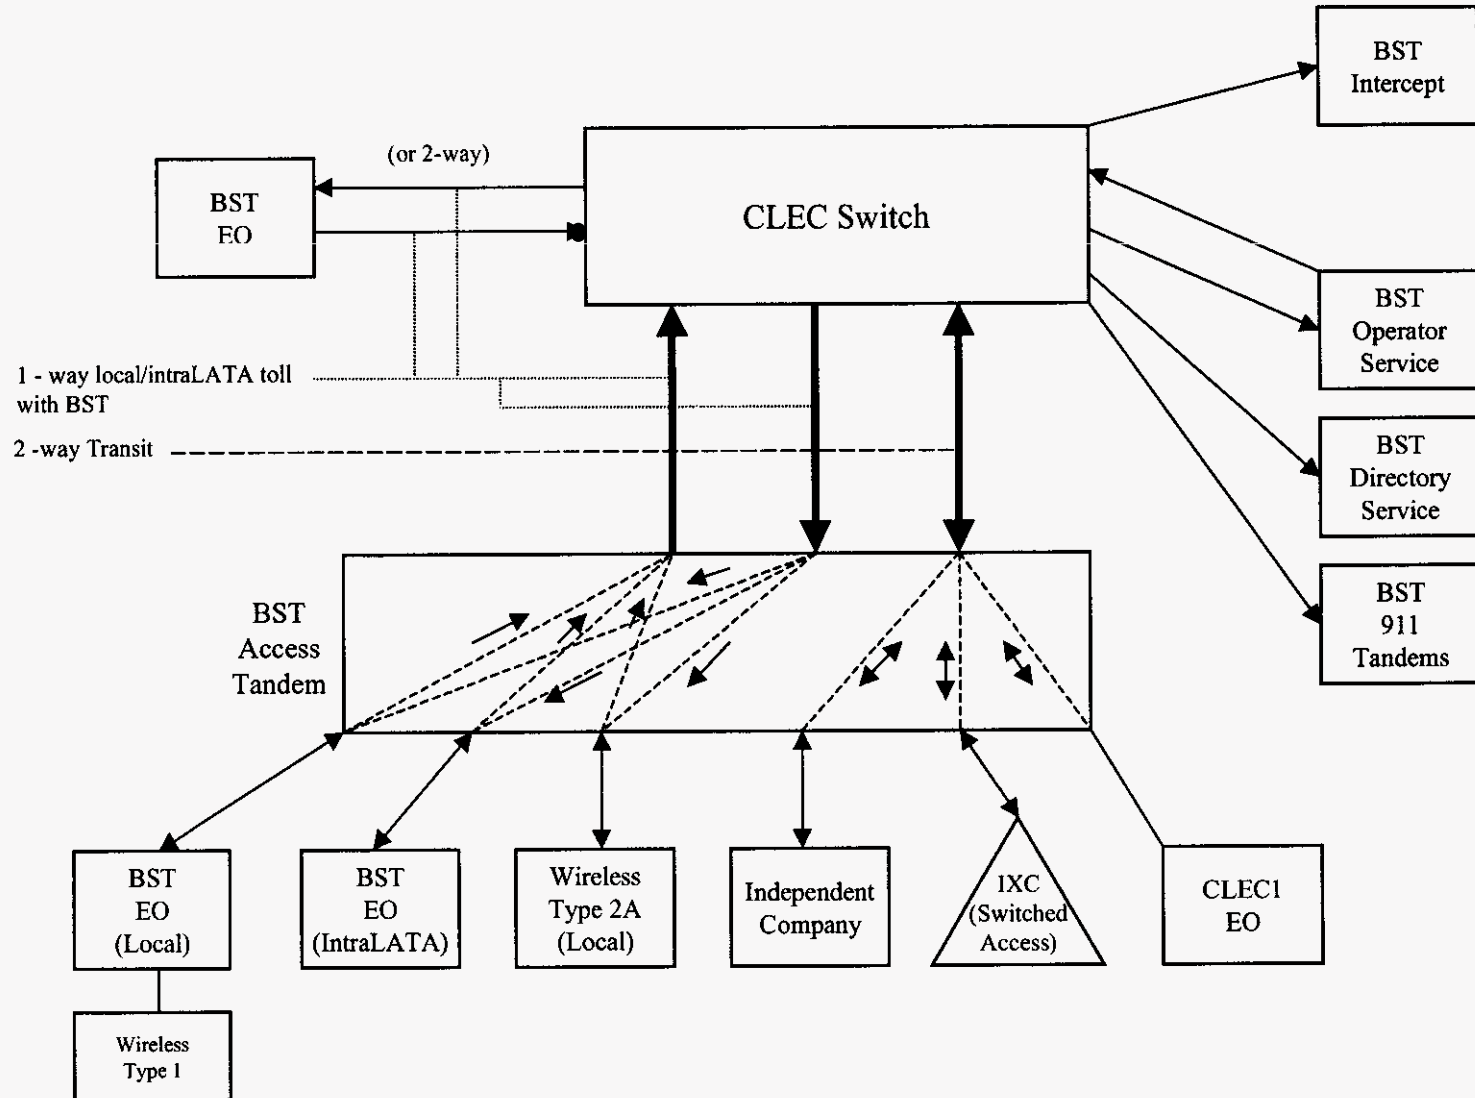 BST
Intercept
(or 2-way)
BST
EO
CLEC Switch
BST
Operator
Service
1 - way local/intraLATA toll
with BST
2 -way Transit
BST
Directory
Service
BST
Access
Tandem
BST
911
Tandems
BST
EO
(Local)
BST
EO
(IntraLATA)
Wireless
Type 2A
(Local)
Independent
Company
IXC
(Switched
Access)
CLEC1
EO
Wireless
Type 1